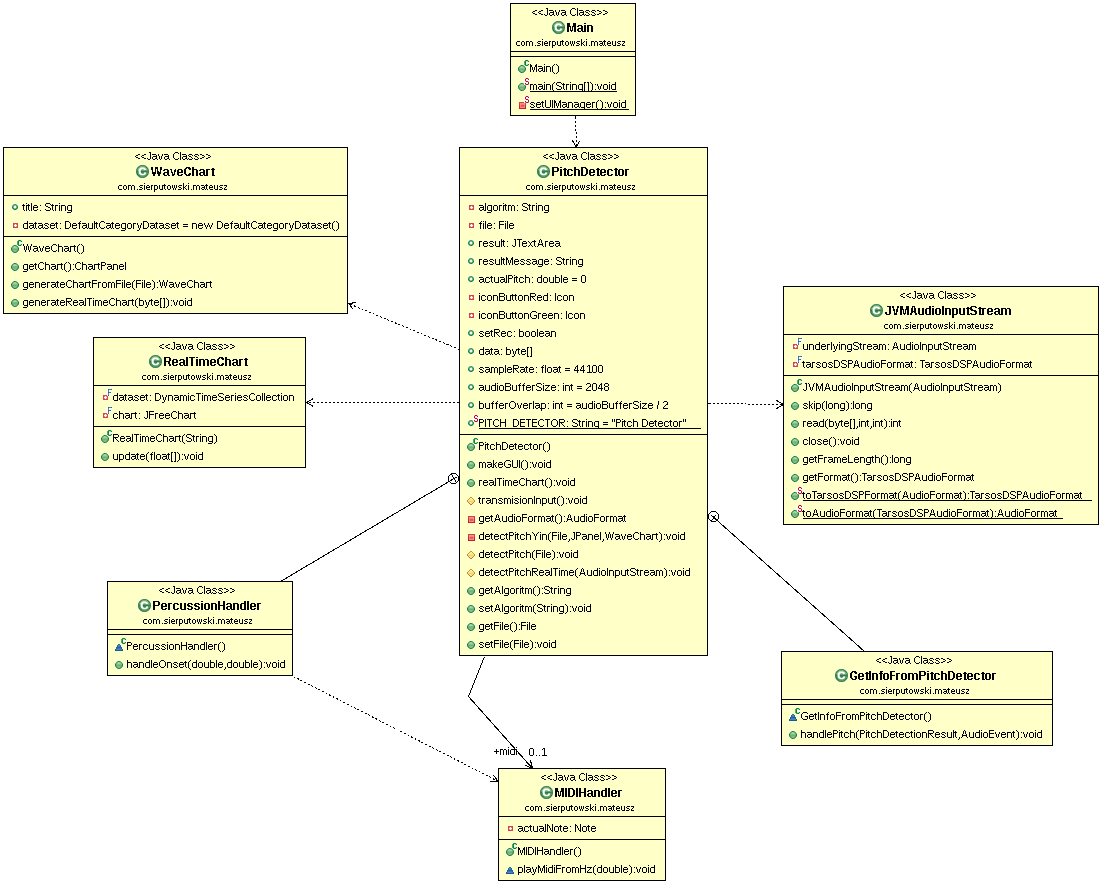 <<Java Class>>
Main
com.sierputowski.mateusz
Main()
main(String[]):void
setUIManager():void
<<Java Class>>
WaveChart
com.sierputowski.mateusz
title: String
dataset: DefaultCategoryDataset = new DefaultCategoryDataset()
WaveChart()
getChart():ChartPanel
generateChartFromFile(File):WaveChart
generateRealTimeChart(byte[]):void
<<Java Class>>
PitchDetector
com.sierputowski.mateusz
algoritm: String
file: File
result: JTextArea
resultMessage: String
actualPitch: double = 0
iconButtonRed: Icon
iconButtonGreen: Icon
setRec: boolean
data: byte[]
sampleRate: float = 44100
audioBufferSize: int = 2048
bufferOverlap: int = audioBufferSize / 2
PITCH_DETECTOR: String = "Pitch Detector"
PitchDetector()
makeGUI():void
realTimeChart():void
transmisionInput():void
getAudioFormat():AudioFormat
detectPitchYin(File,JPanel,WaveChart):void
detectPitch(File):void
detectPitchRealTime(AudioInputStream):void
getAlgoritm():String
setAlgoritm(String):void
getFile():File
setFile(File):void
<<Java Class>>
JVMAudioInputStream
com.sierputowski.mateusz
underlyingStream: AudioInputStream
tarsosDSPAudioFormat: TarsosDSPAudioFormat
JVMAudioInputStream(AudioInputStream)
skip(long):long
read(byte[],int,int):int
close():void
getFrameLength():long
getFormat():TarsosDSPAudioFormat
toTarsosDSPFormat(AudioFormat):TarsosDSPAudioFormat
toAudioFormat(TarsosDSPAudioFormat):AudioFormat
<<Java Class>>
RealTimeChart
com.sierputowski.mateusz
dataset: DynamicTimeSeriesCollection
chart: JFreeChart
RealTimeChart(String)
update(float[]):void
<<Java Class>>
PercussionHandler
com.sierputowski.mateusz
PercussionHandler()
handleOnset(double,double):void
<<Java Class>>
GetInfoFromPitchDetector
com.sierputowski.mateusz
GetInfoFromPitchDetector()
handlePitch(PitchDetectionResult,AudioEvent):void
+midi 0..1
<<Java Class>>
MIDIHandler
com.sierputowski.mateusz
actualNote: Note
MIDIHandler()
playMidiFromHz(double):void